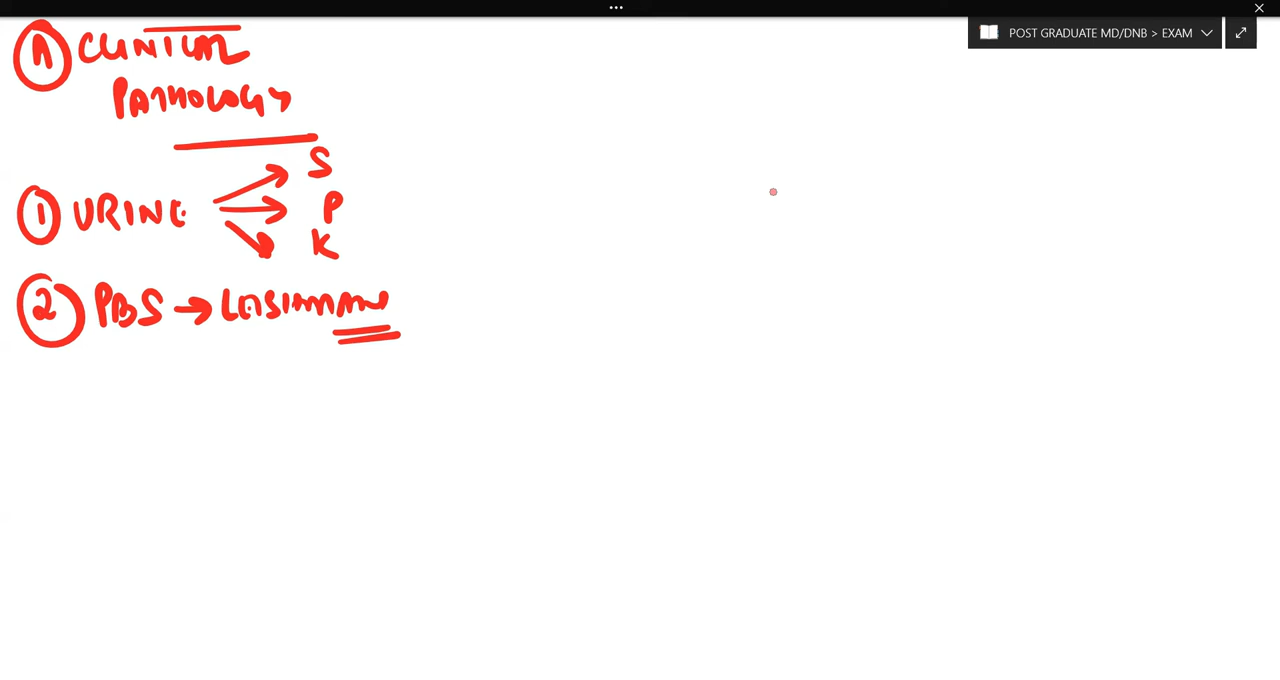 POST GRADUATE MD/DNB > EXAM
A CLINICAL
PATHOLOGY
1 URINE → S
→ P
→ K
2 PBS → LEISHMAN